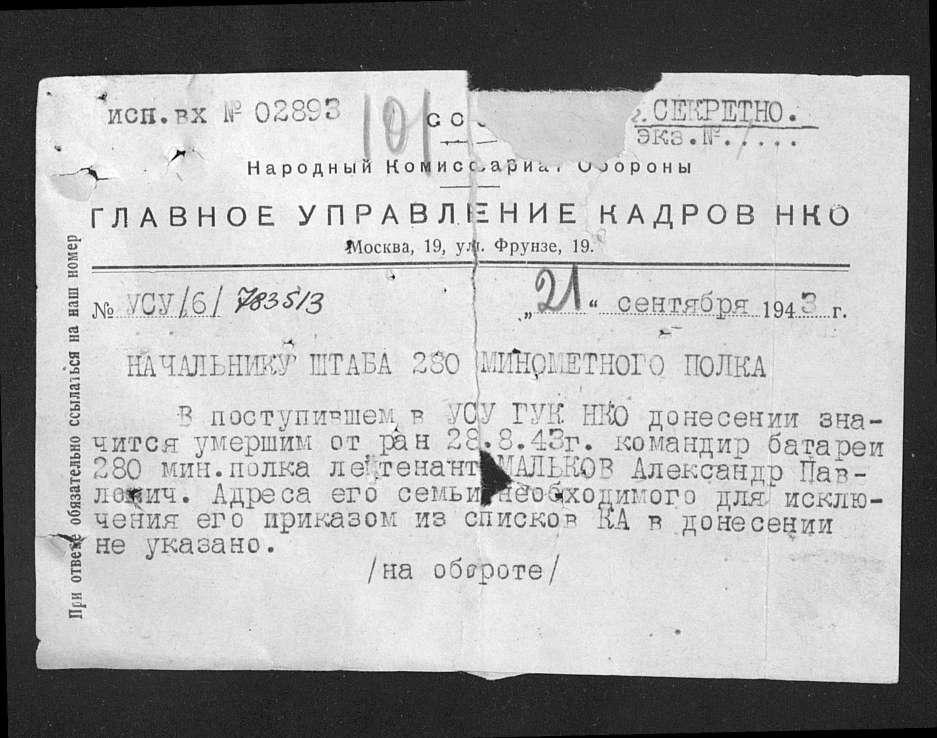 исп.вх № 02893
101
СЕКРЕТНО.
экз.№.....
Народный Комиссариат Обороны
ГЛАВНОЕ УПРАВЛЕНИЕ КАДРОВ НКО
Москва, 19, ул. Фрунзе, 19.
№ УСУ/6/ 783513 „21“ сентября 1943 г.
НАЧАЛЬНИКУ ШТАБА 280 МИНОМЕТНОГО ПОЛКА
В поступившем в УСУ ГУК НКО донесении зна-
чится умершим от ран 28.8.43г. командир батареи
280 мин.полка лейтенант МАЛЬКОВ Александр Пав-
лович. Адреса его семьи необходимого для исклю-
чения его приказом из списков КА в донесении
не указано.
/на обороте/
При ответе обязательно ссылаться на наш номер